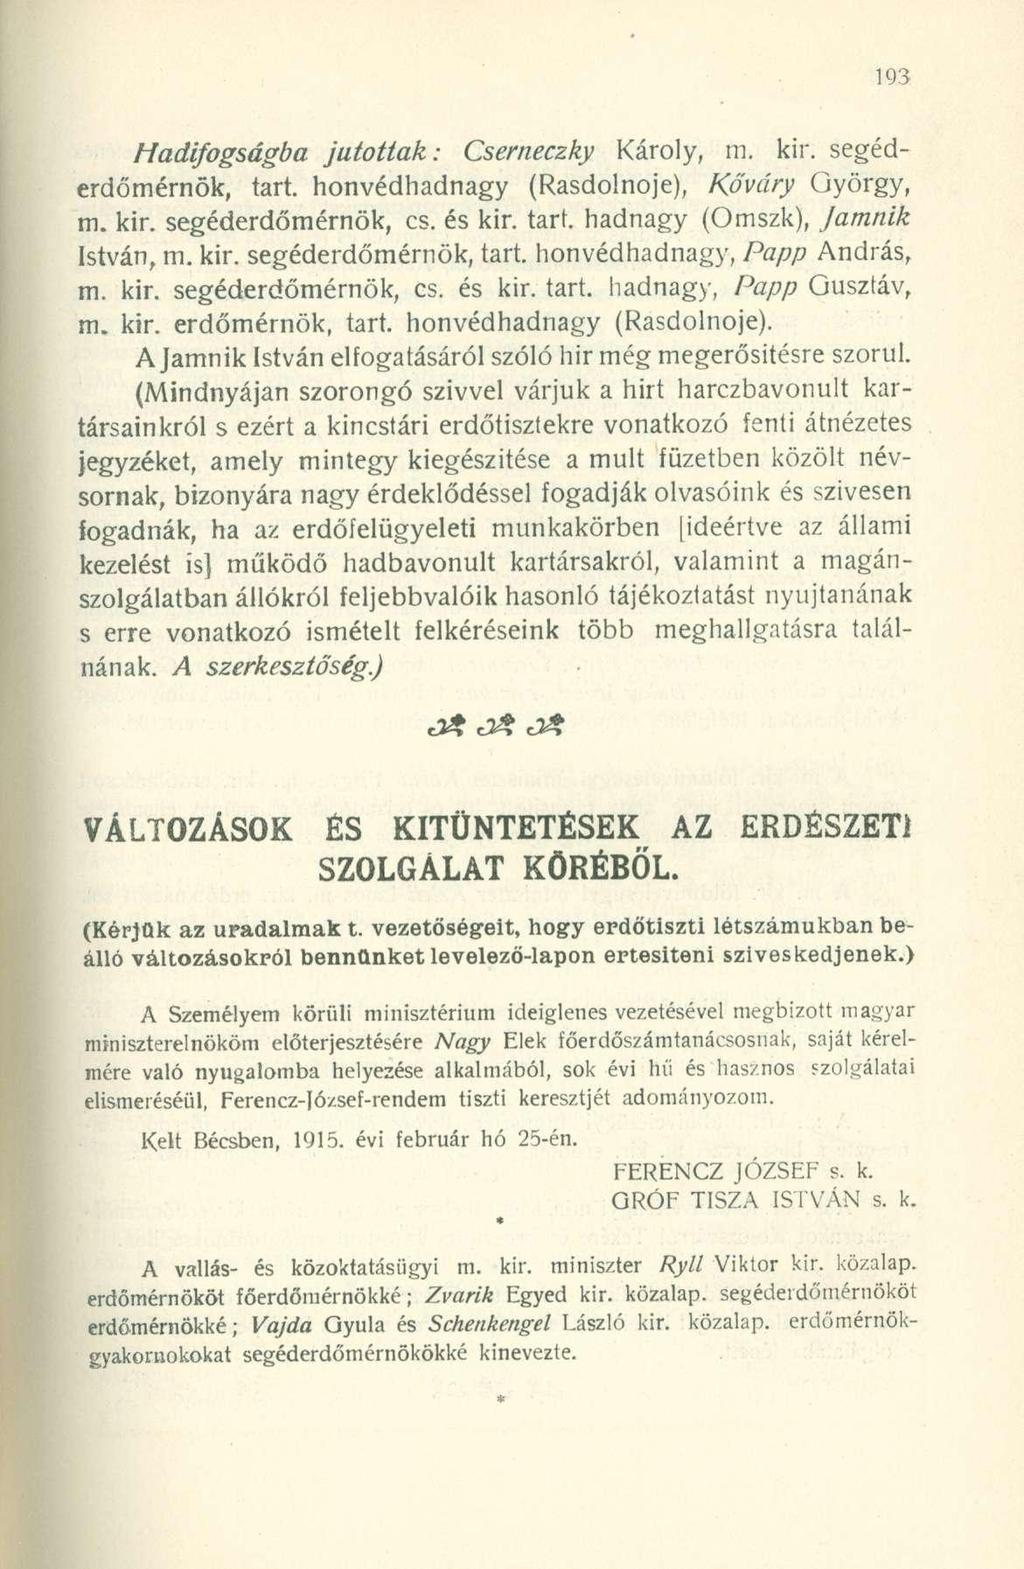 193
Hadifogságba jutottak: Cserneczky Károly, m. kir. segéd-
erdőmérnök, tart. honvédhadnagy (Rasdolnoje), Kőváry György,
m. kir. segéderdőmérnök, cs. és kir. tart. hadnagy (Omszk), Jamnik
István, m. kir. segéderdőmérnök, tart. honvédhadnagy, Papp András,
m. kir. segéderdőmérnök, cs. és kir. tart. hadnagy, Papp Gusztáv,
m. kir. erdőmérnök, tart. honvédhadnagy (Rasdolnoje).
A Jamnik István elfogatásáról szóló hir még megerősitésre szorul.
(Mindnyájan szorongó szivvel várjuk a hirt harczbavonult kar-
társainkról s ezért a kincstári erdőtisztekre vonatkozó fenti átnézetes
jegyzéket, amely mintegy kiegészitése a mult füzetben közölt név-
sornak, bizonyára nagy érdeklődéssel fogadják olvasóink és szivesen
fogadnák, ha az erdőfelügyeleti munkakörben [ideértve az állami
kezelést is] működő hadbavonult kartársakról, valamint a magán-
szolgálatban állókról feljebbvalóik hasonló tájékoztatást nyujtanának
s erre vonatkozó ismételt felkéréseink több meghallgatásra talál-
nának. A szerkesztőség.)
VÁLTOZÁSOK ÉS KITÜNTETÉSEK AZ ERDÉSZETI
SZOLGÁLAT KÖRÉBŐL.
(Kérjük az uradalmak t. vezetőségeit, hogy erdőtiszti létszámukban be-
álló változásokról bennünket levelező-lapon ertesiteni sziveskedjenek.)
A Személyem körüli minisztérium ideiglenes vezetésével megbizott magyar
miniszterelnököm előterjesztésére Nagy Elek főerdőszámtanácsosnak, saját kérel-
mére való nyugalomba helyezése alkalmából, sok évi hű és hasznos szolgálatai
elismeréséül, Ferencz-József-rendem tiszti keresztjét adományozom.
Kelt Bécsben, 1915. évi február hó 25-én.
FERENCZ JÓZSEF s. k.
GRÓF TISZA ISTVÁN s. k.
*
A vallás- és közoktatásügyi m. kir. miniszter Ryll Viktor kir. közalap.
erdőmérnököt főerdőmérnökké; Zvarik Egyed kir. közalap. segéderdőmérnököt
erdőmérnökké; Vajda Gyula és Schenkengel László kir. közalap. erdőmérnök-
gyakornokokat segéderdőmérnökökké kinevezte.
*